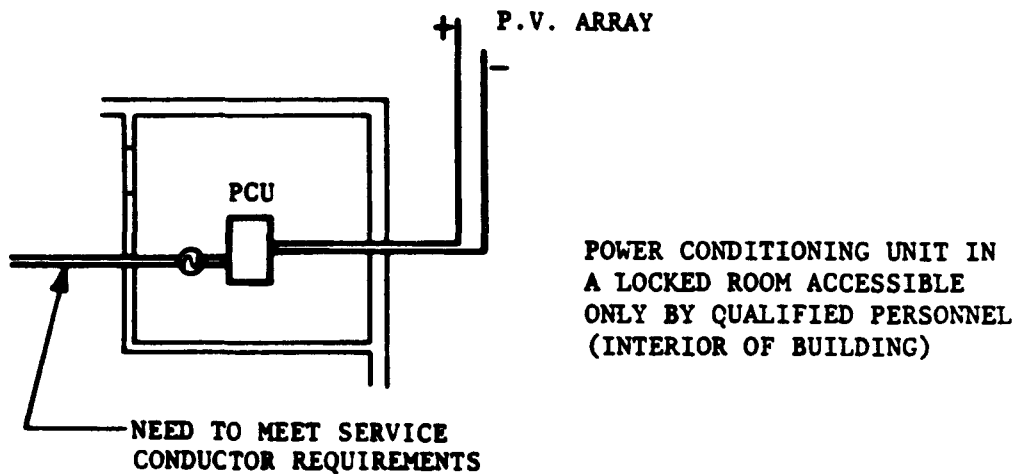 + P.V. ARRAY
-
PCU
POWER CONDITIONING UNIT IN
A LOCKED ROOM ACCESSIBLE
ONLY BY QUALIFIED PERSONNEL
(INTERIOR OF BUILDING)
NEED TO MEET SERVICE
CONDUCTOR REQUIREMENTS